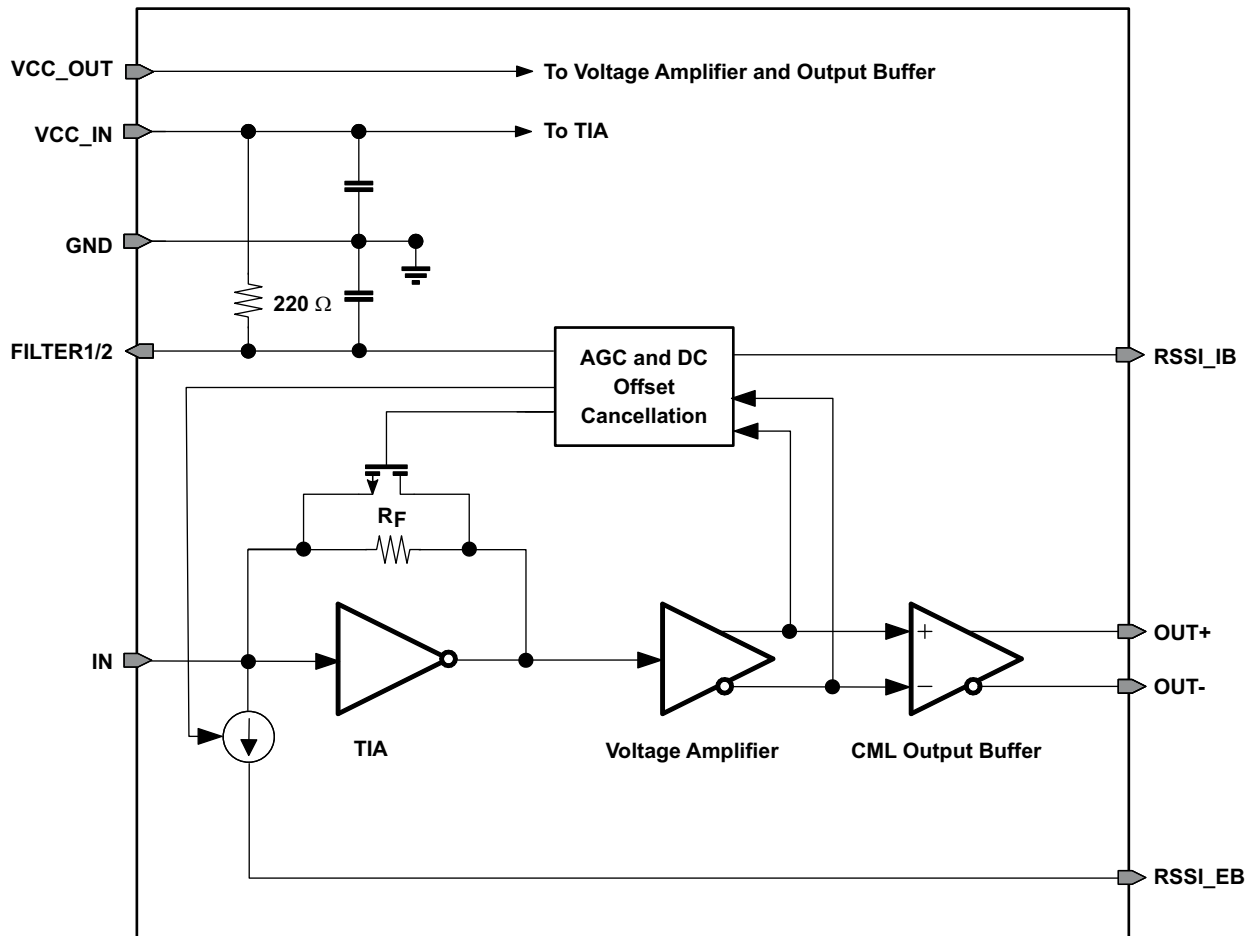 VCC_OUT
To Voltage Amplifier and Output Buffer
VCC_IN
To TIA
GND
220 Ω
FILTER1/2
AGC and DC
Offset
Cancellation
RSSI_IB
RF
IN
+
−
OUT+
OUT-
TIA
Voltage Amplifier
CML Output Buffer
RSSI_EB